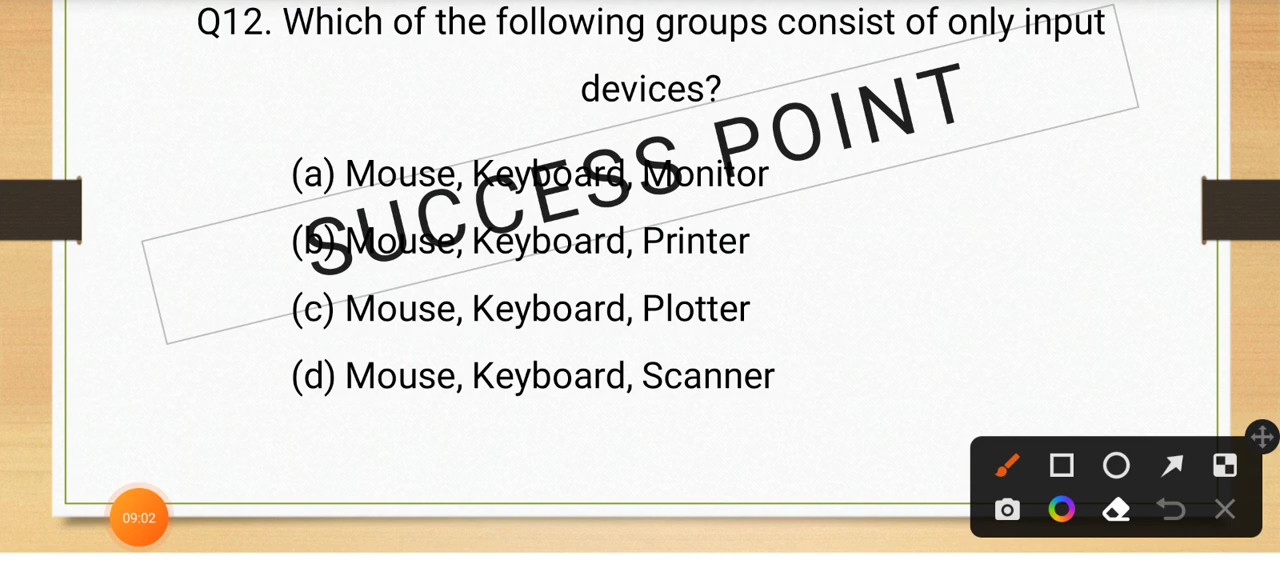 Q12. Which of the following groups consist of only input
devices?
SUCCESS POINT
(a) Mouse, Keyboard, Monitor
(b) Mouse, Keyboard, Printer
(c) Mouse, Keyboard, Plotter
(d) Mouse, Keyboard, Scanner
09:02